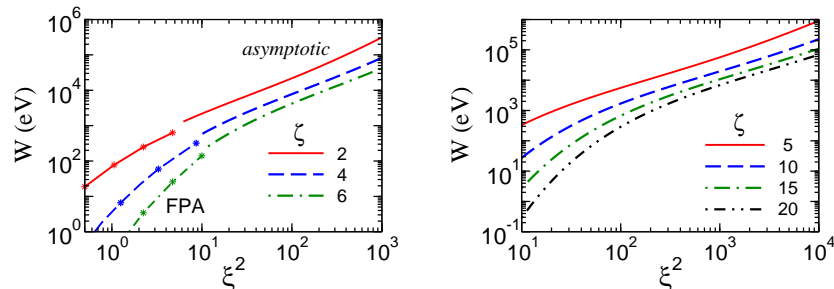 10^6
10^4
10^2
10^0
W (eV)
asymptotic
ζ
2
4
6
FPA
10^0 10^1 10^2 10^3
ξ^2
10^5
10^3
10^1
10^-1
W (eV)
ζ
5
10
15
20
10^1 10^2 10^3 10^4
ξ^2